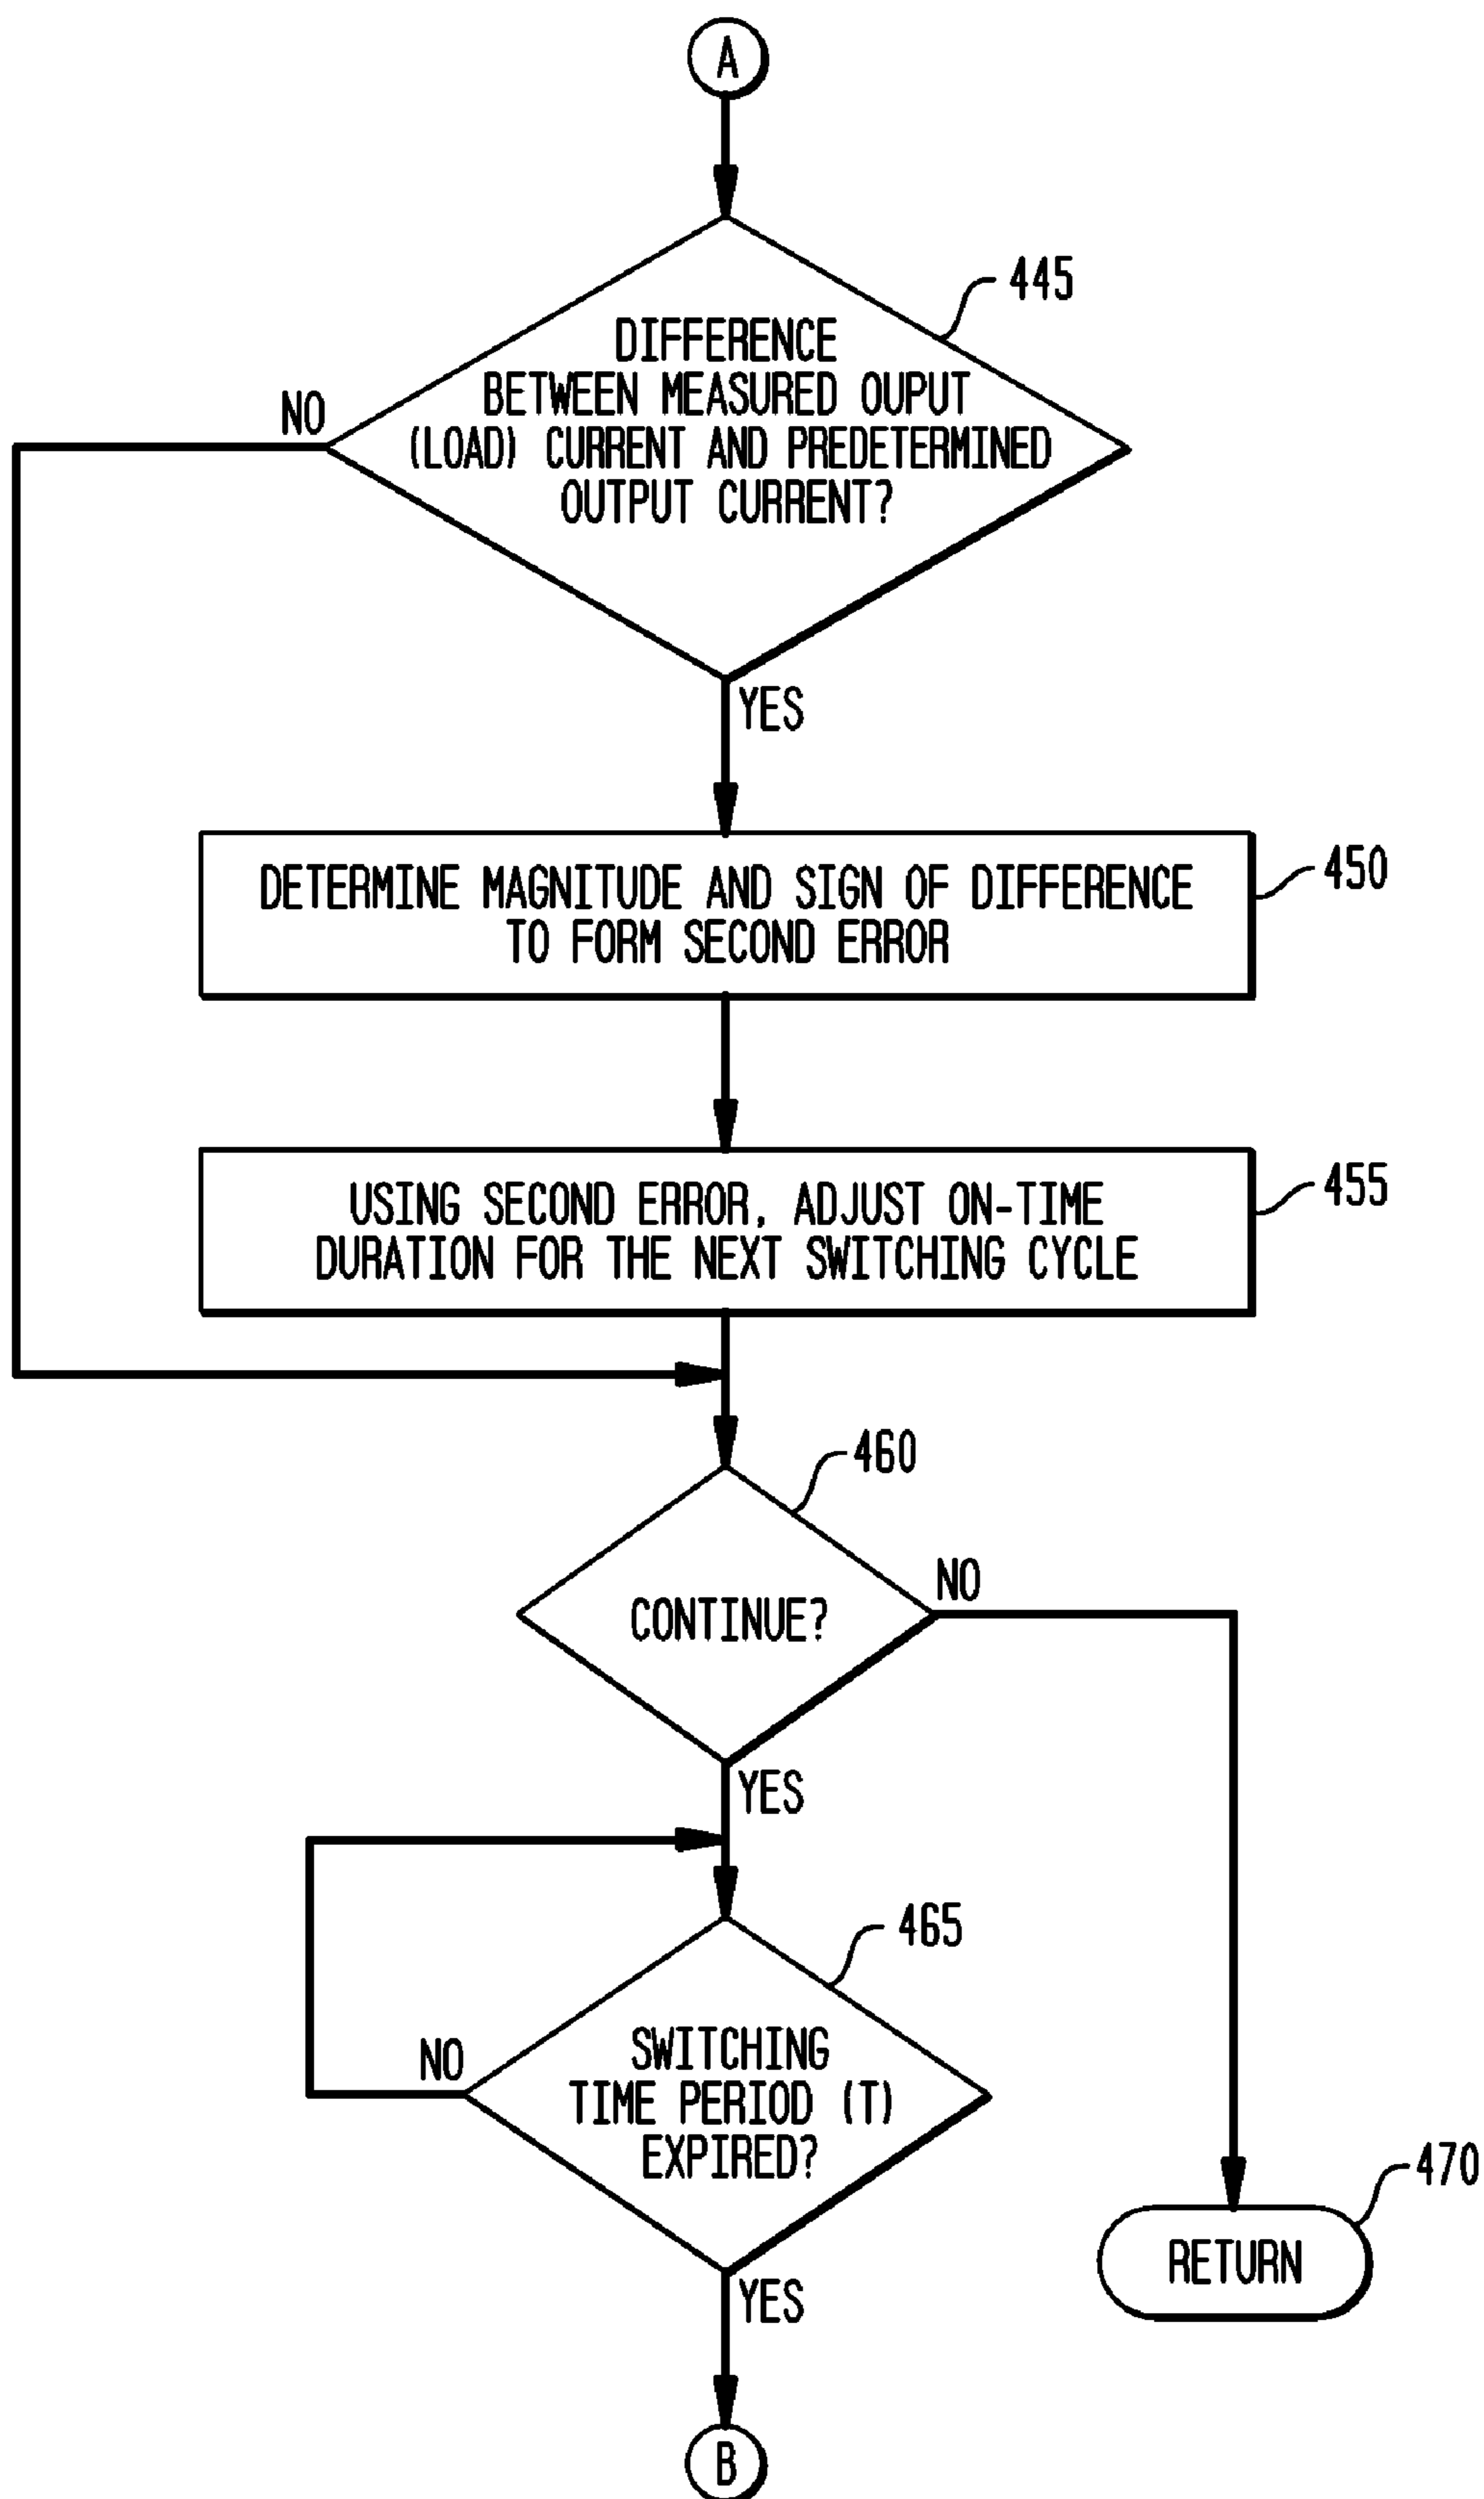 A
445
DIFFERENCE
BETWEEN MEASURED OUPUT
(LOAD) CURRENT AND PREDETERMINED
OUTPUT CURRENT?
NO
YES
DETERMINE MAGNITUDE AND SIGN OF DIFFERENCE
TO FORM SECOND ERROR
450
USING SECOND ERROR, ADJUST ON-TIME
DURATION FOR THE NEXT SWITCHING CYCLE
455
460
CONTINUE?
NO
YES
465
SWITCHING
TIME PERIOD (T)
EXPIRED?
NO
YES
470
RETURN
B